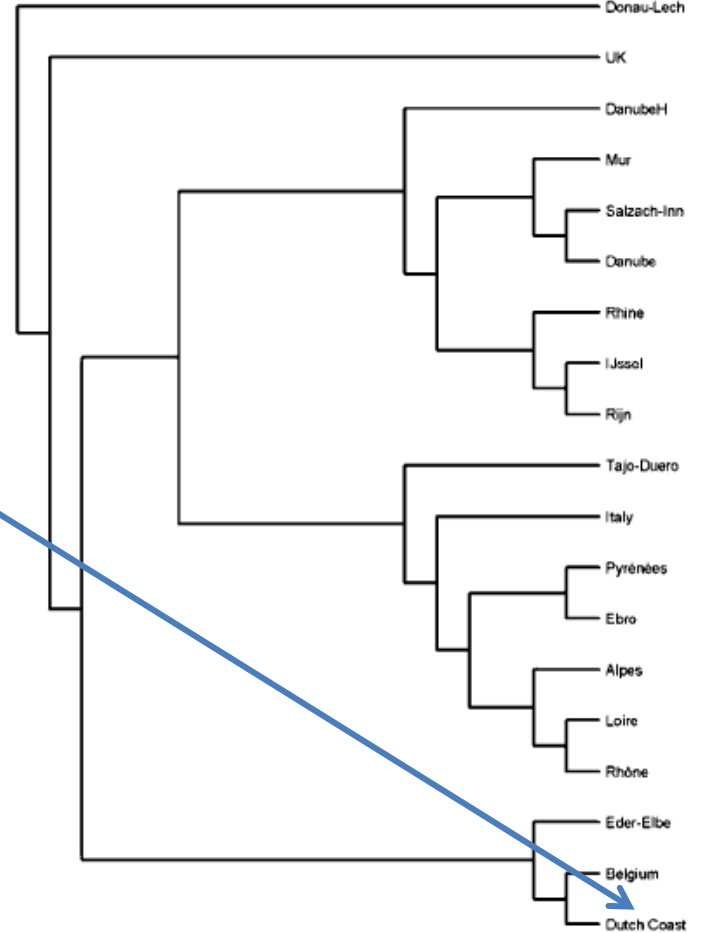 Donau-Lech
UK
DanubeH
Mur
Salzach-Inn
Danube
Rhine
IJssel
Rijn
Tajo-Duero
Italy
Pyrénées
Ebro
Alpes
Loire
Rhône
Eder-Elbe
Belgium
Dutch Coast